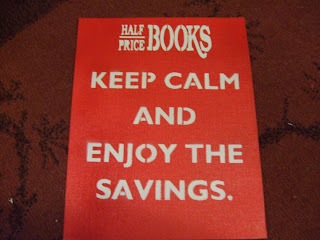 HALF
PRICE BOOKS
KEEP CALM
AND
ENJOY THE
SAVINGS.